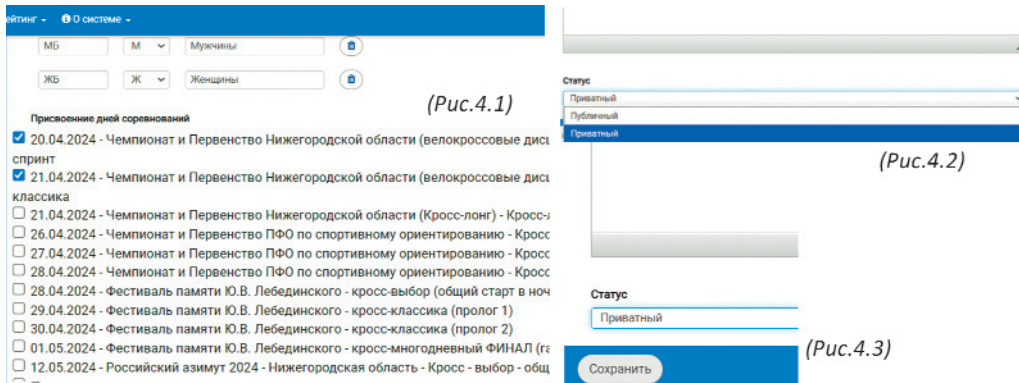 ейтинг О системе
МБ М Мужчины
ЖБ Ж Женщины
(Рис.4.1)
Присвоенние дней соревнований
20.04.2024 - Чемпионат и Первенство Нижегородской области (велокроссовые дисц
спринт
21.04.2024 - Чемпионат и Первенство Нижегородской области (велокроссовые дисц
классика
21.04.2024 - Чемпионат и Первенство Нижегородской области (Кросс-лонг) - Кросс-л
26.04.2024 - Чемпионат и Первенство ПФО по спортивному ориентированию - Кросс
27.04.2024 - Чемпионат и Первенство ПФО по спортивному ориентированию - Кросс
28.04.2024 - Чемпионат и Первенство ПФО по спортивному ориентированию - Кросс
28.04.2024 - Фестиваль памяти Ю.В. Лебединского - кросс-выбор (общий старт в ноч
29.04.2024 - Фестиваль памяти Ю.В. Лебединского - кросс-классика (пролог 1)
30.04.2024 - Фестиваль памяти Ю.В. Лебединского - кросс-классика (пролог 2)
01.05.2024 - Фестиваль памяти Ю.В. Лебединского - кросс-многодневный ФИНАЛ (га
12.05.2024 - Российский азимут 2024 - Нижегородская область - Кросс - выбор - общ
Статус
Приватный
Публичный
Приватный
(Рис.4.2)
Статус
Приватный
(Рис.4.3)
Сохранить